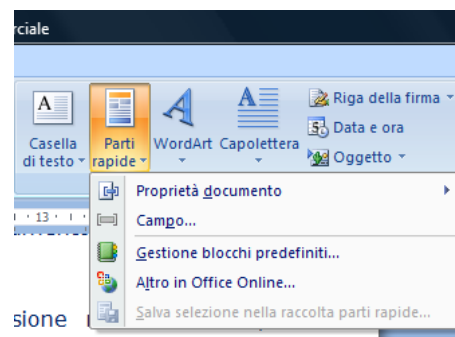 rciale
Casella
di testo
Parti
rapide
WordArt
Capolettera
Riga della firma
Data e ora
Oggetto
13
Proprietà documento
Campo...
Gestione blocchi predefiniti...
Altro in Office Online...
Salva selezione nella raccolta parti rapide...
sione